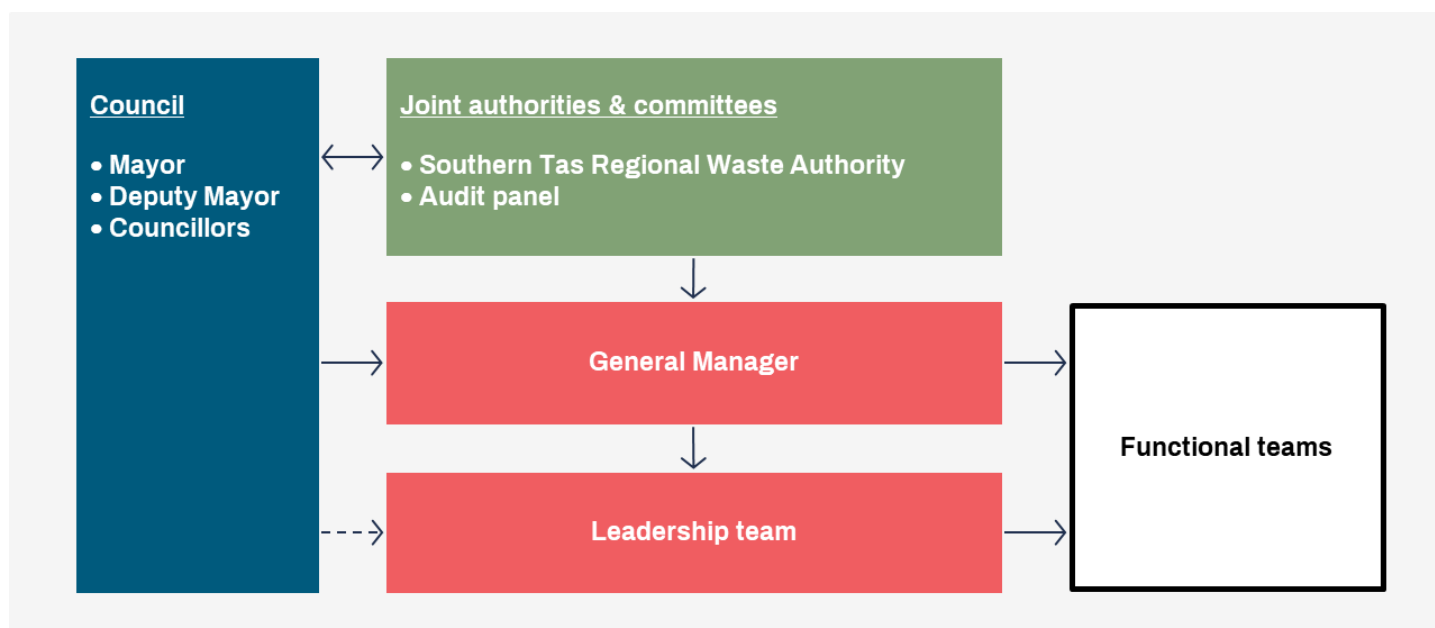 Council
• Mayor
• Deputy Mayor
• Councillors
Joint authorities & committees
• Southern Tas Regional Waste Authority
• Audit panel
General Manager
Leadership team
Functional teams